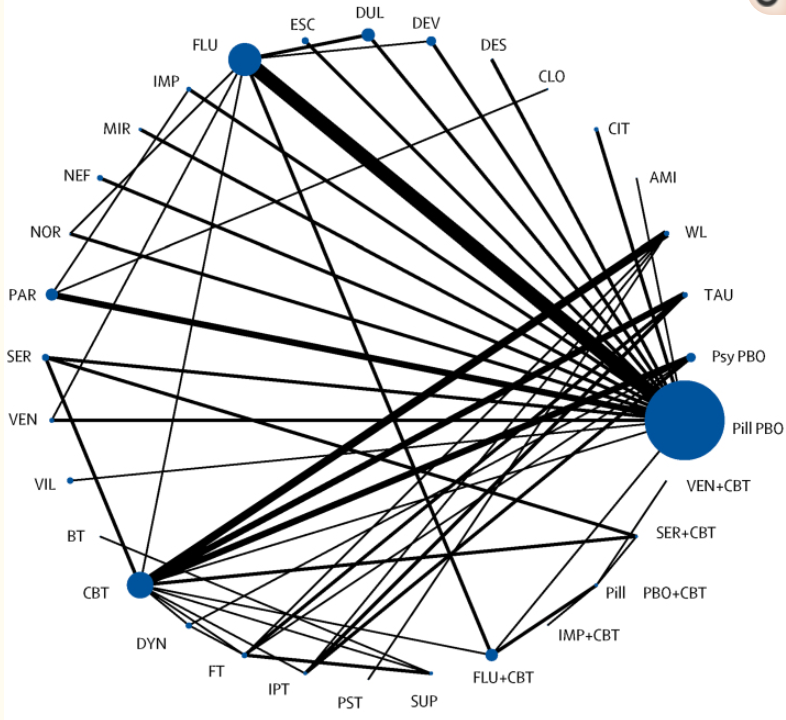 DUL
ESC
DEV
FLU
DES
CLO
IMP
MIR
CIT
NEF
AMI
NOR
WL
PAR
TAU
SER
Psy PBO
VEN
Pill PBO
VIL
VEN+CBT
BT
SER+CBT
CBT
Pill PBO+CBT
IMP+CBT
DYN
FT
FLU+CBT
IPT
PST
SUP